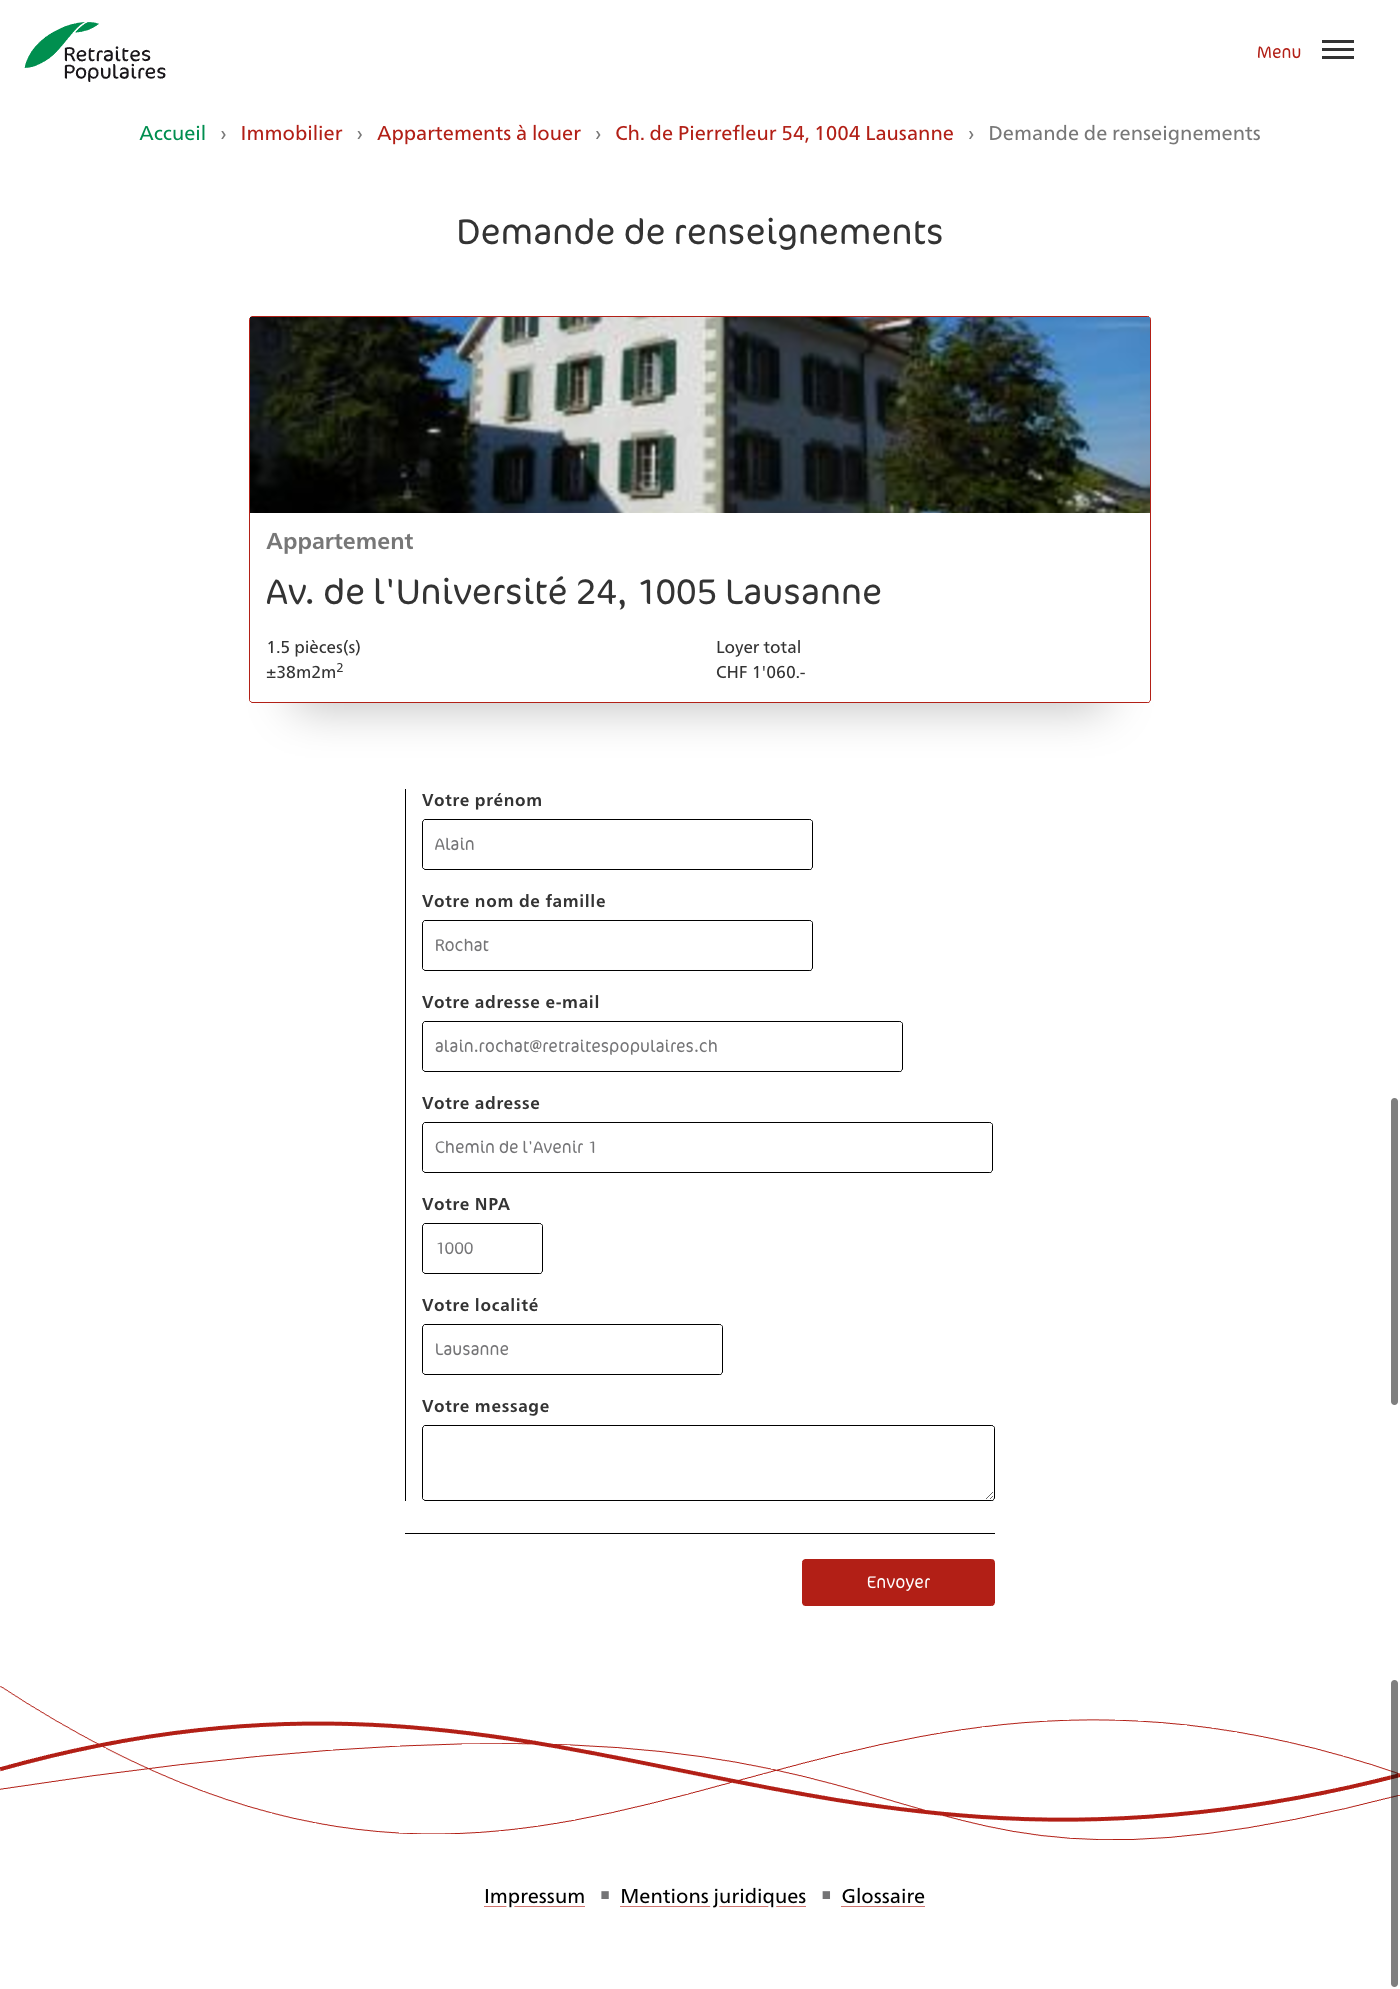 Retraites
Populaires
Menu
Accueil › Immobilier › Appartements à louer › Ch. de Pierrefleur 54, 1004 Lausanne › Demande de renseignements
Demande de renseignements
Appartement
Av. de l'Université 24, 1005 Lausanne
1.5 pièces(s)
±38m2m²
Loyer total
CHF 1'060.-
Votre prénom
Alain
Votre nom de famille
Rochat
Votre adresse e-mail
alain.rochat@retraitespopulaires.ch
Votre adresse
Chemin de l'Avenir 1
Votre NPA
1000
Votre localité
Lausanne
Votre message
Envoyer
Impressum ▪ Mentions juridiques ▪ Glossaire